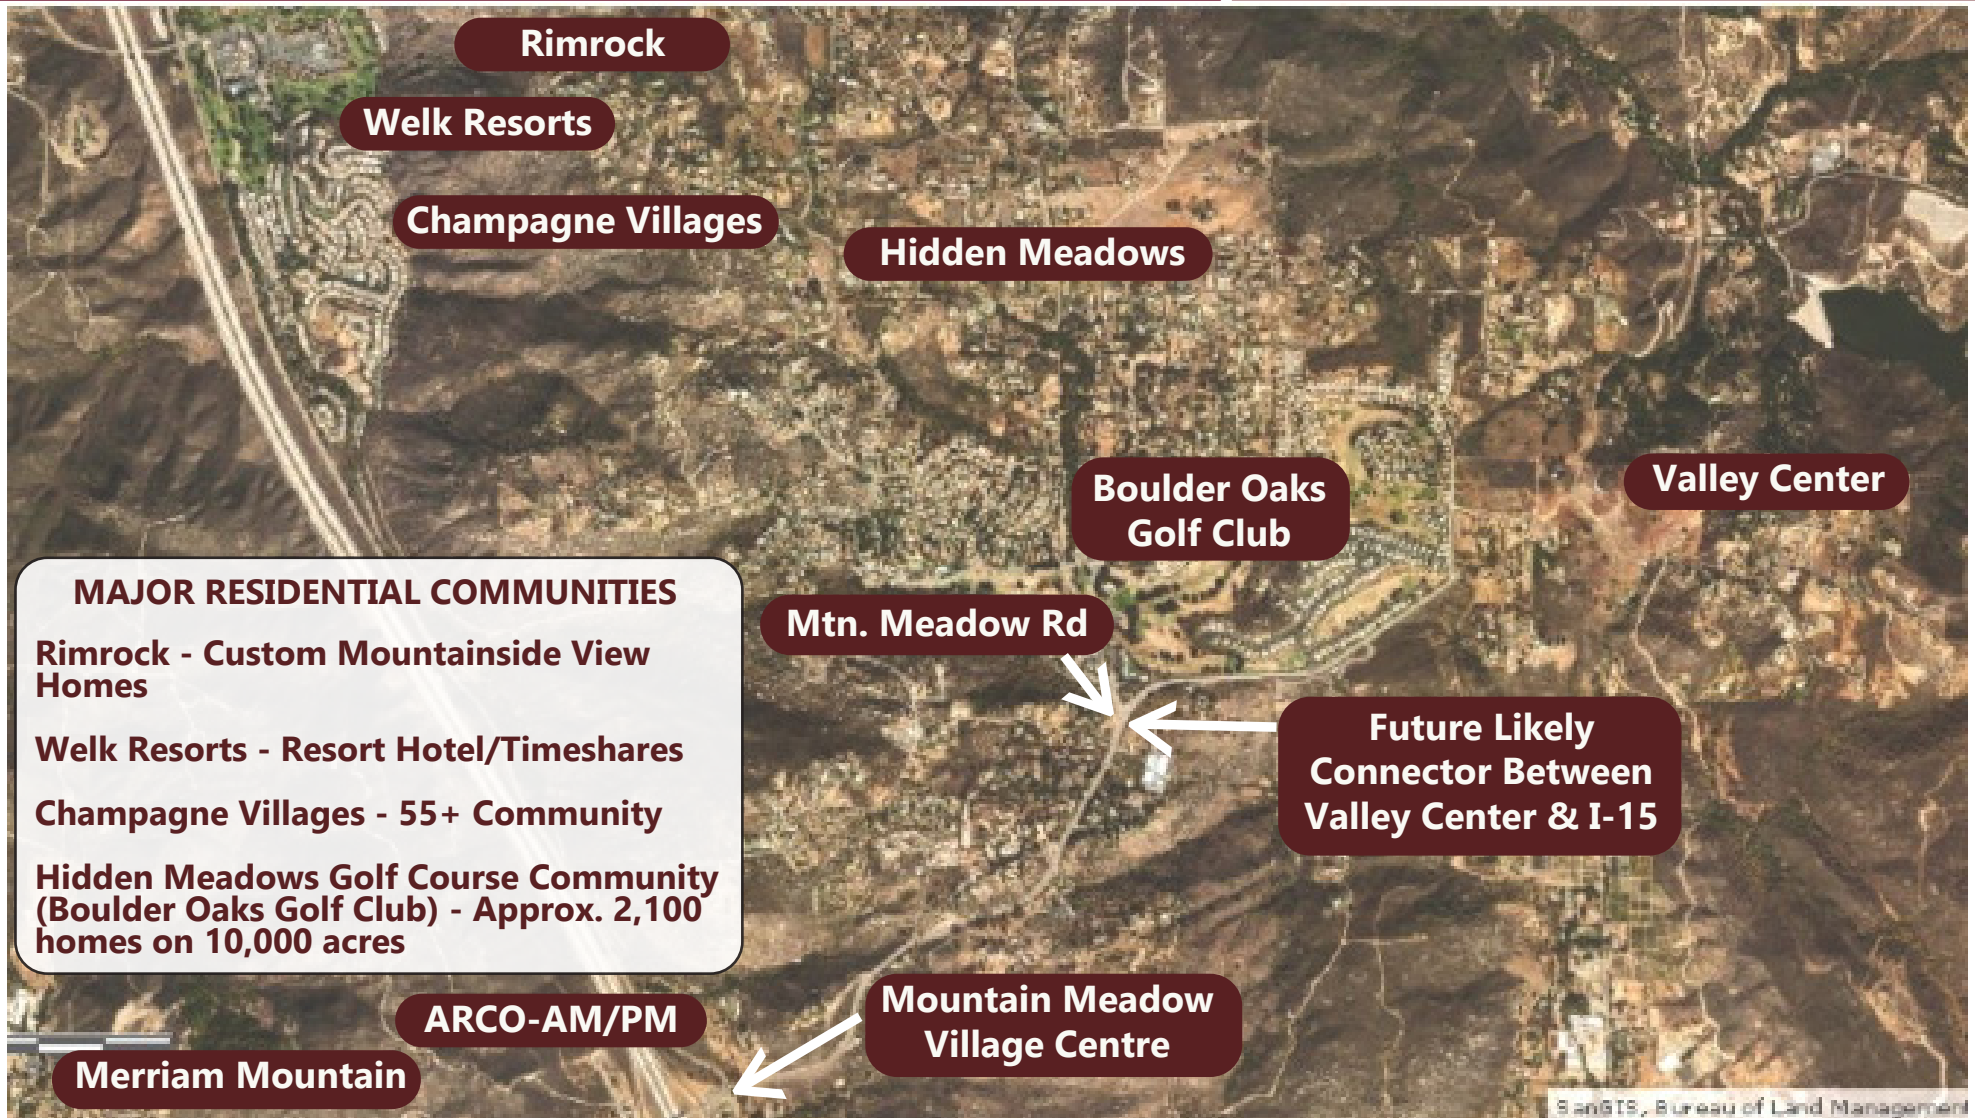 Rimrock
Welk Resorts
Champagne Villages
Hidden Meadows
Boulder Oaks
Golf Club
Valley Center
MAJOR RESIDENTIAL COMMUNITIES
Rimrock - Custom Mountainside View
Homes
Welk Resorts - Resort Hotel/Timeshares
Champagne Villages - 55+ Community
Hidden Meadows Golf Course Community
(Boulder Oaks Golf Club) - Approx. 2,100
homes on 10,000 acres
Mtn. Meadow Rd
Future Likely
Connector Between
Valley Center & I-15
ARCO-AM/PM
Mountain Meadow
Village Centre
Merriam Mountain
SanGIS, Bureau of Land Management